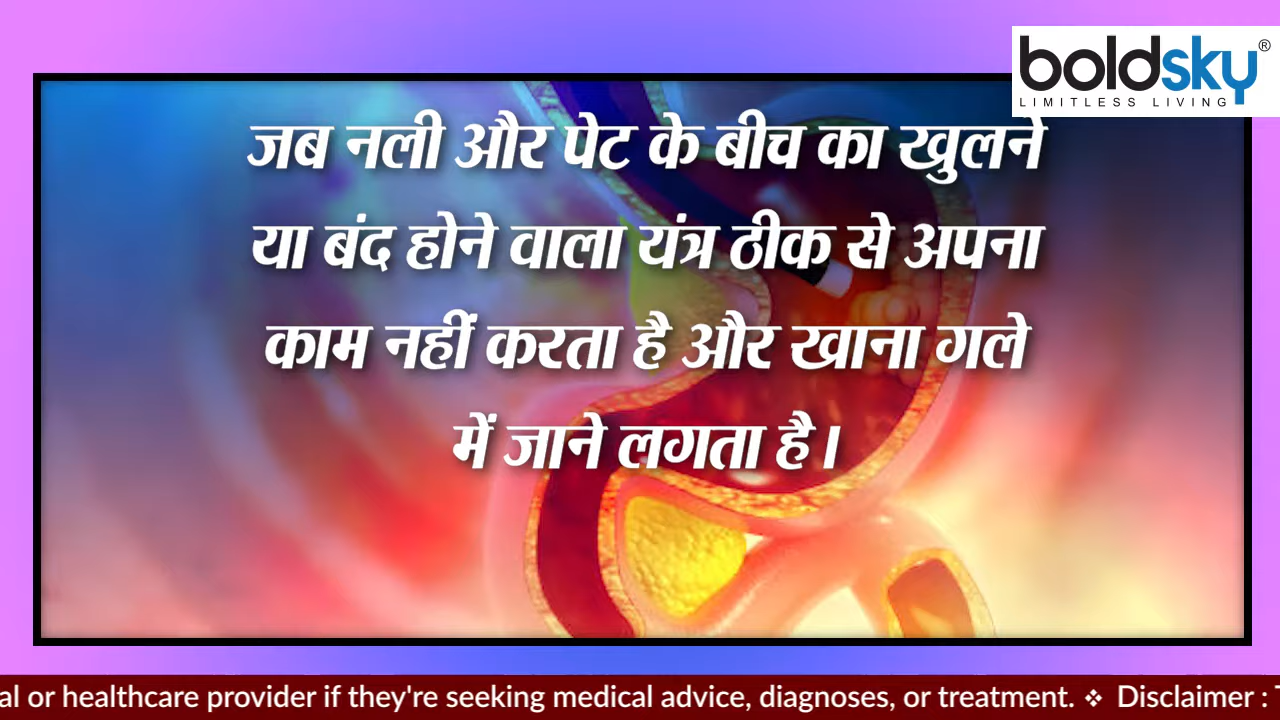 boldsky®
LIMITLESS LIVING
जब नली और पेट के बीच का खुलने
या बंद होने वाला यंत्र ठीक से अपना
काम नहीं करता है और खाना गले
में जाने लगता है।
al or healthcare provider if they're seeking medical advice, diagnoses, or treatment. ❖ Disclaimer : T